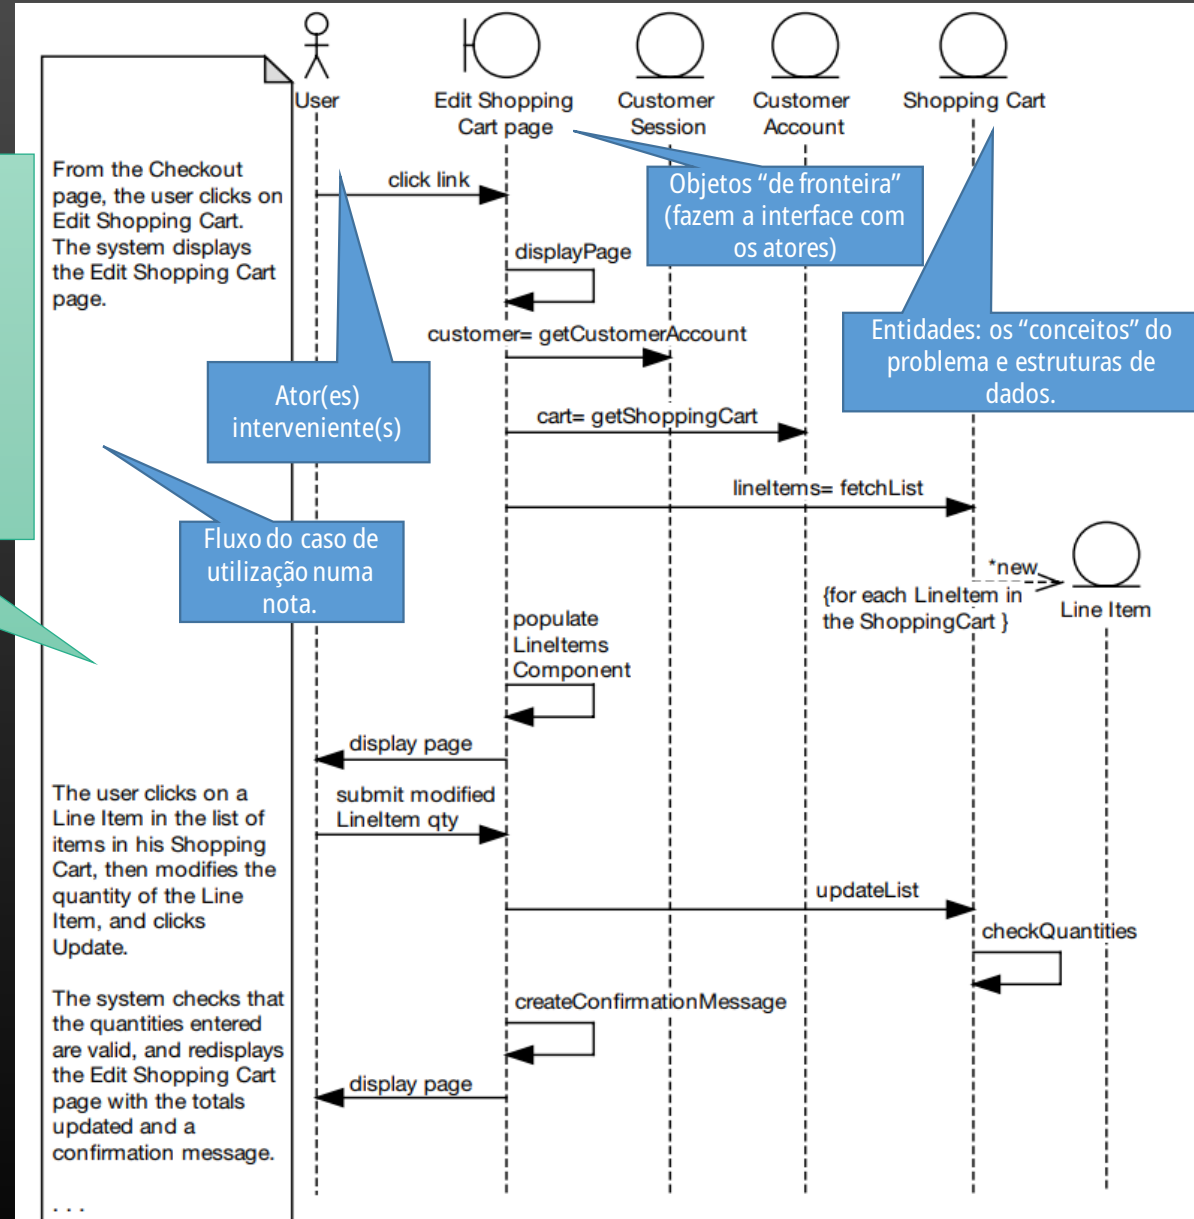 User
Edit Shopping
Cart page
Customer
Session
Customer
Account
Shopping Cart
From the Checkout
page, the user clicks on
Edit Shopping Cart.
The system displays
the Edit Shopping Cart
page.
click link
Objetos “de fronteira”
(fazem a interface com
os atores)
displayPage
customer= getCustomerAccount
Entidades: os “conceitos” do
problema e estruturas de
dados.
Ator(es)
interveniente(s)
cart= getShoppingCart
lineItems= fetchList
Fluxo do caso de
utilização numa
nota.
*new
{for each LineItem in
the ShoppingCart }
Line Item
populate
LineItems
Component
display page
The user clicks on a
Line Item in the list of
items in his Shopping
Cart, then modifies the
quantity of the Line
Item, and clicks
Update.
submit modified
LineItem qty
updateList
checkQuantities
The system checks that
the quantities entered
are valid, and redisplays
the Edit Shopping Cart
page with the totals
updated and a
confirmation message.
createConfirmationMessage
display page
. . .